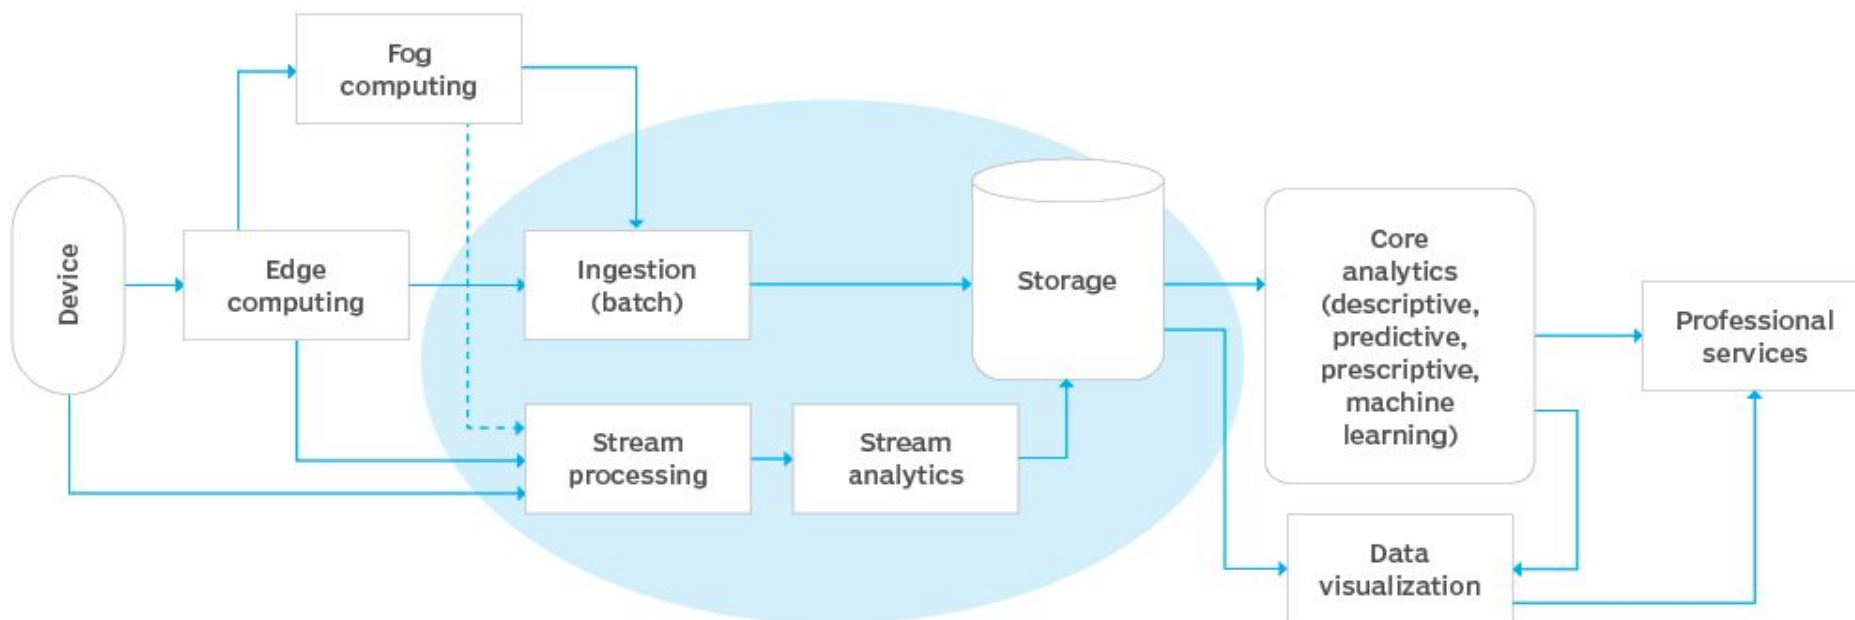 Fog
computing
Device
Edge
computing
Ingestion
(batch)
Storage
Core
analytics
(descriptive,
predictive,
prescriptive,
machine
learning)
Professional
services
Stream
processing
Stream
analytics
Data
visualization